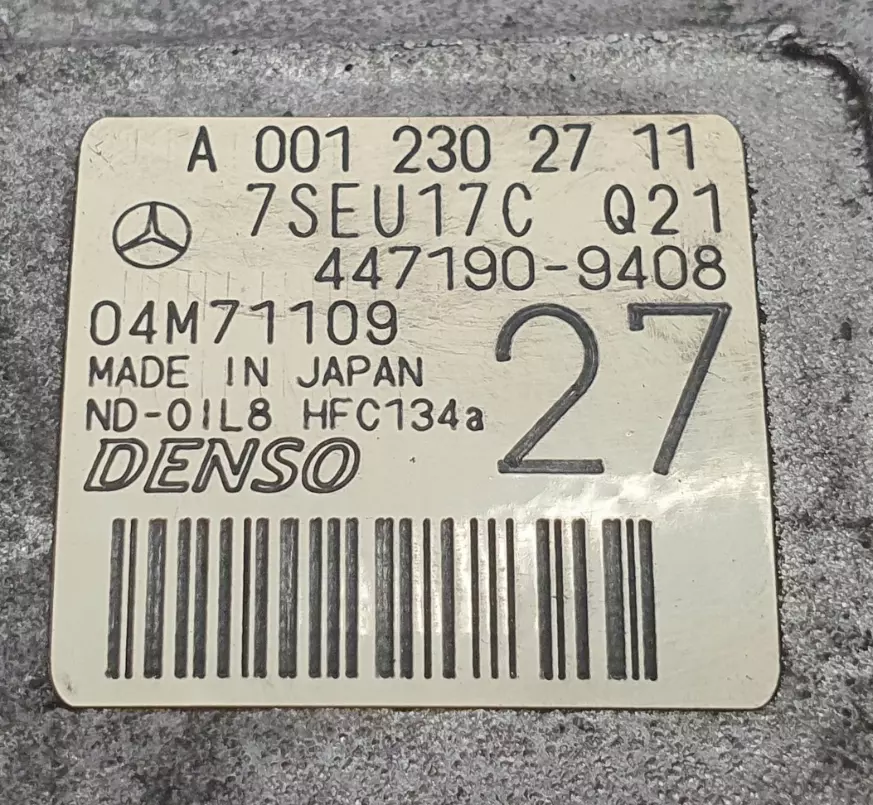 A 001 230 27 11
7SEU17C Q21
447190-9408
04M71109
27
MADE IN JAPAN
ND-OIL8 HFC134a
DENSO